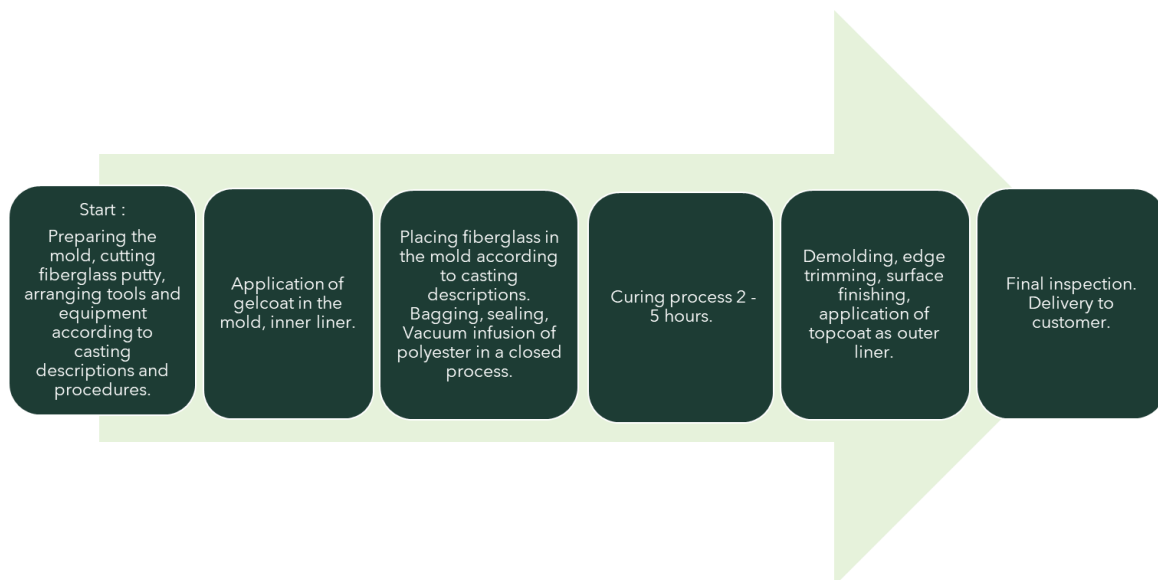 Start :
Preparing the
mold, cutting
fiberglass putty,
arranging tools and
equipment
according to
casting
descriptions and
procedures.
Application of
gelcoat in the
mold, inner liner.
Placing fiberglass in
the mold according
to casting
descriptions.
Bagging, sealing,
Vacuum infusion of
polyester in a closed
process.
Curing process 2 -
5 hours.
Demolding, edge
trimming, surface
finishing,
application of
topcoat as outer
liner.
Final inspection.
Delivery to
customer.